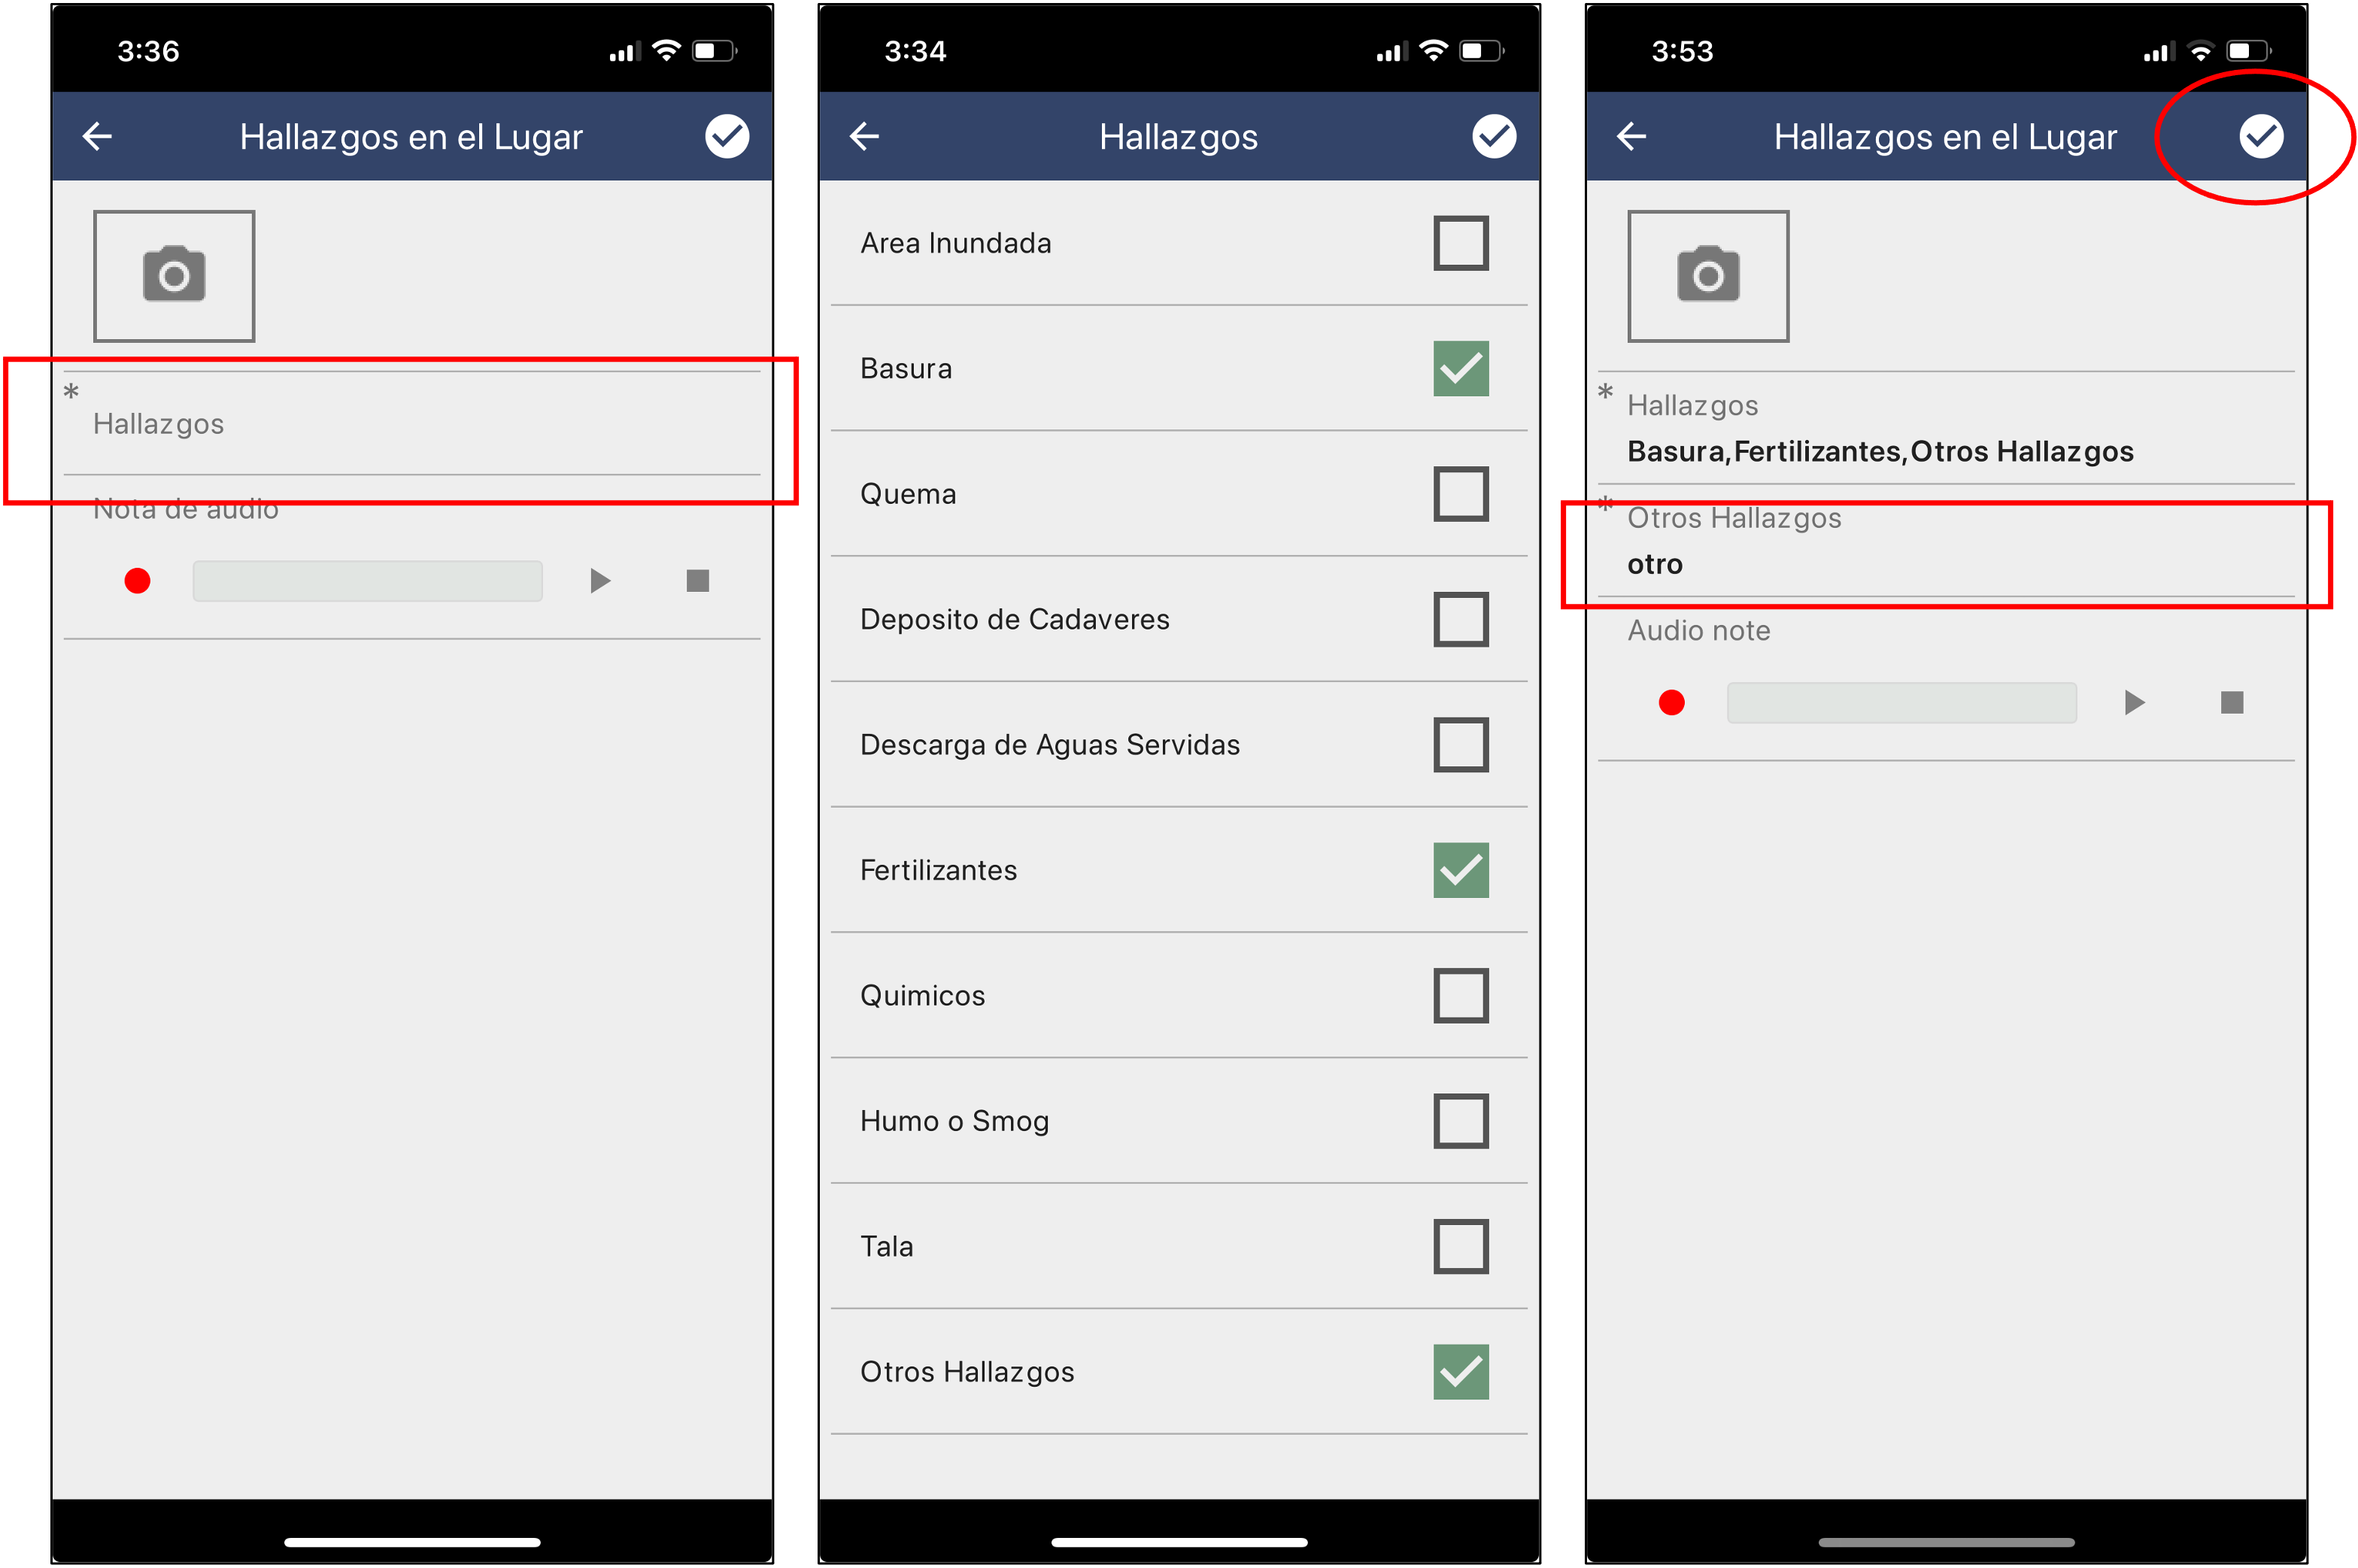 3:36
Hallazgos en el Lugar
*
Hallazgos
Nota de audio
3:34
Hallazgos
Area Inundada
Basura
Quema
Deposito de Cadaveres
Descarga de Aguas Servidas
Fertilizantes
Quimicos
Humo o Smog
Tala
Otros Hallazgos
3:53
Hallazgos en el Lugar
* Hallazgos
Basura,Fertilizantes,Otros Hallazgos
* Otros Hallazgos
otro
Audio note